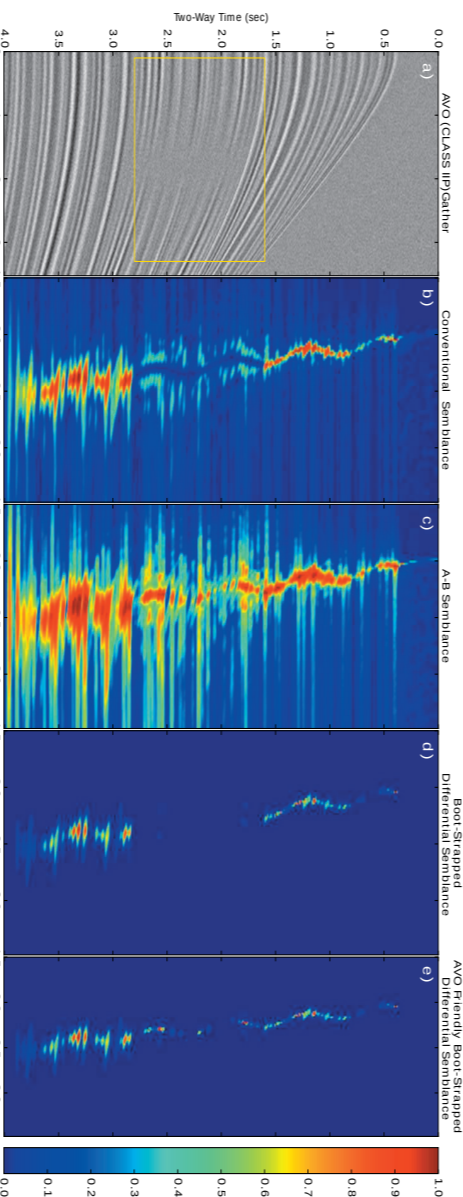 a)
AVO (CLASS IIP)Gather
b)
Conventional Semblance
c)
A-B Semblance
d)
Boot-Strapped
Differential Semblance
e)
AVO Friendly Boot-Strapped
Differential Semblance
Two-Way Time (sec)
0.0
0.5
1.0
1.5
2.0
2.5
3.0
3.5
4.0
1.0
0.9
0.8
0.7
0.6
0.5
0.4
0.3
0.2
0.1
0.0